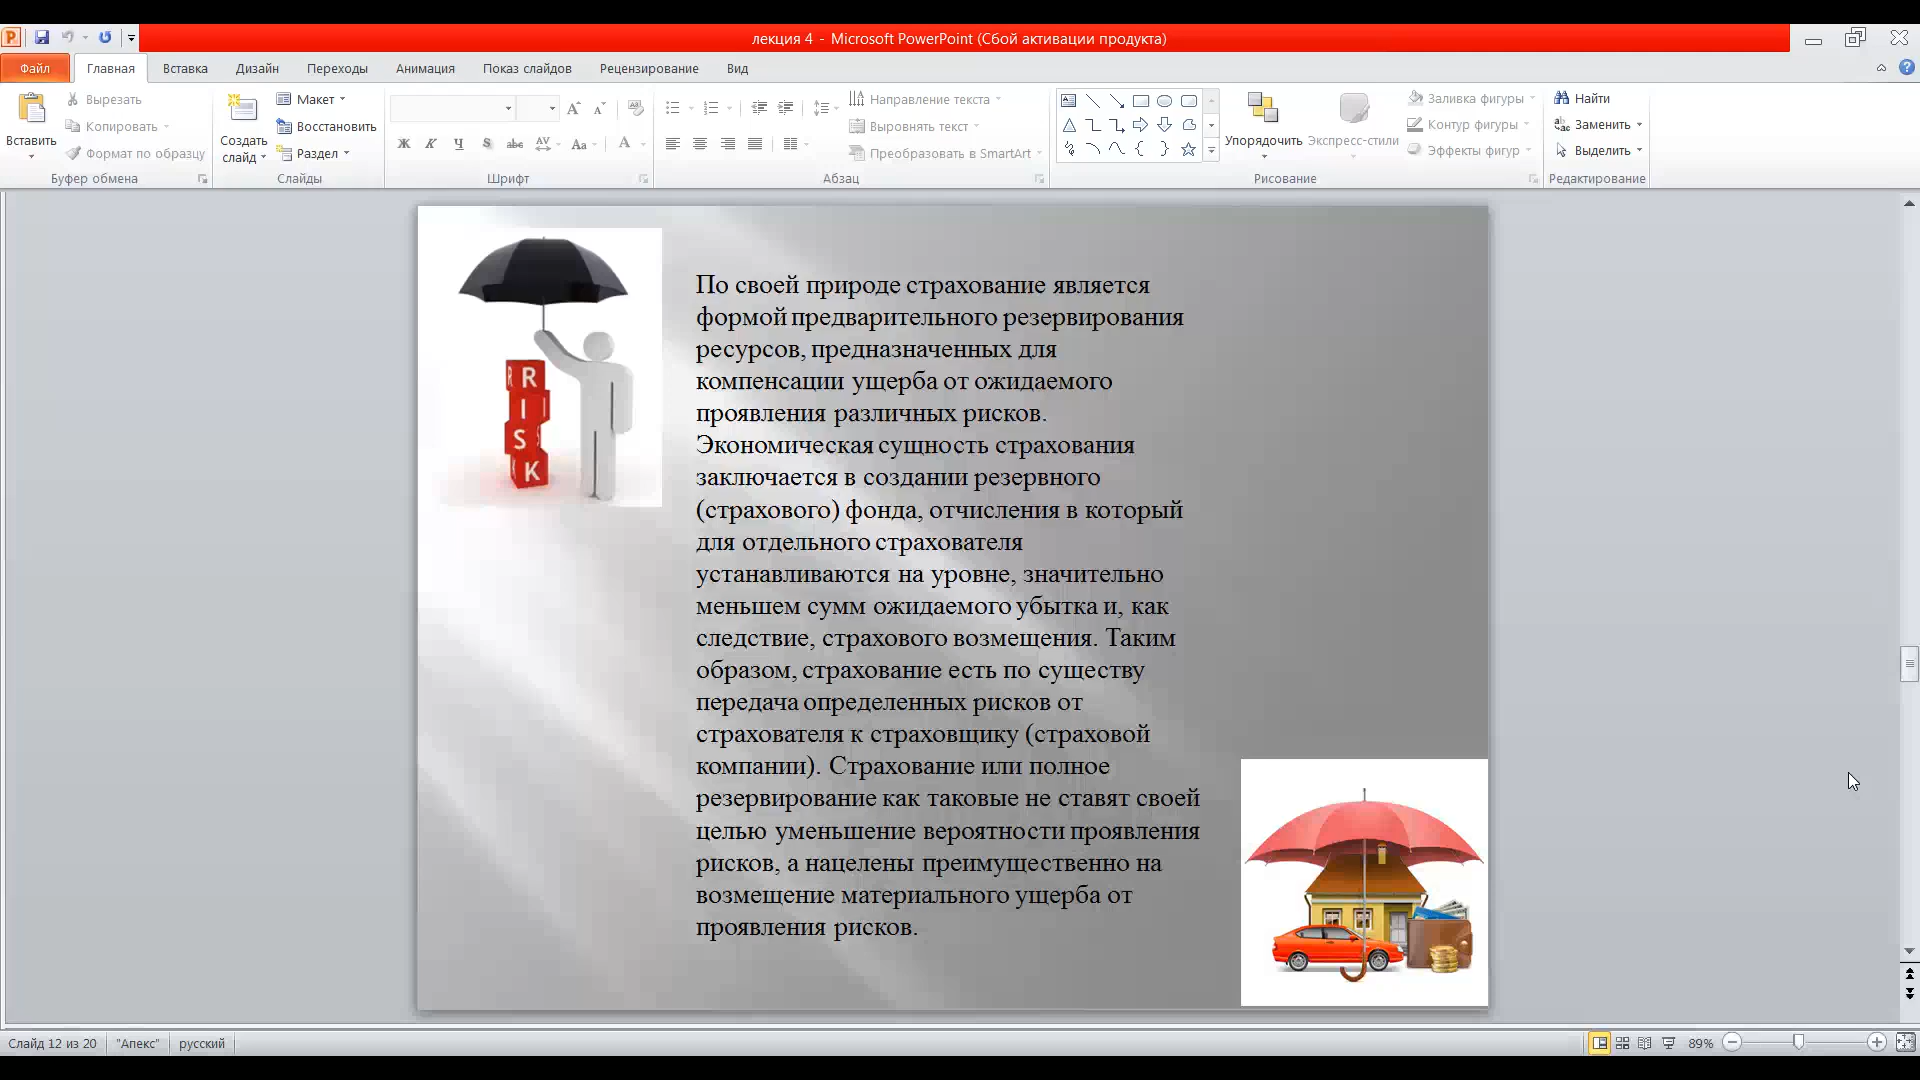 лекция 4 - Microsoft PowerPoint (Сбой активации продукта)
Файл Главная Вставка Дизайн Переходы Анимация Показ слайдов Рецензирование Вид
Вставить
Вырезать
Копировать
Формат по образцу
Буфер обмена
Создать слайд
Макет
Восстановить
Раздел
Слайды
Ж К Ч S abc AV Aa А
Шрифт
Направление текста
Выровнять текст
Преобразовать в SmartArt
Абзац
Упорядочить
Экспресс-стили
Заливка фигуры
Контур фигуры
Эффекты фигур
Рисование
Найти
Заменить
Выделить
Редактирование
R
I
S
K
По своей природе страхование является
формой предварительного резервирования
ресурсов, предназначенных для
компенсации ущерба от ожидаемого
проявления различных рисков.
Экономическая сущность страхования
заключается в создании резервного
(страхового) фонда, отчисления в который
для отдельного страхователя
устанавливаются на уровне, значительно
меньшем сумм ожидаемого убытка и, как
следствие, страхового возмещения. Таким
образом, страхование есть по существу
передача определенных рисков от
страхователя к страховщику (страховой
компании). Страхование или полное
резервирование как таковые не ставят своей
целью уменьшение вероятности проявления
рисков, а нацелены преимущественно на
возмещение материального ущерба от
проявления рисков.
Слайд 12 из 20 "Апекс" русский 89%